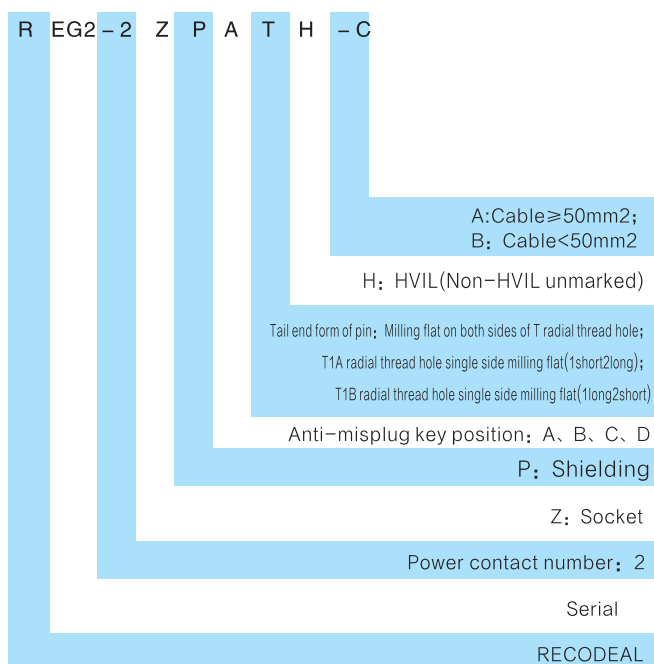 R EG2 - 2 Z P A T H - C
A:Cable≥50mm2;
B: Cable<50mm2
H: HVIL(Non-HVIL unmarked)
Tail end form of pin: Milling flat on both sides of T radial thread hole;
T1A radial thread hole single side milling flat(1short2long);
T1B radial thread hole single side milling flat(1long2short)
Anti-misplug key position: A、B、C、D
P: Shielding
Z: Socket
Power contact number: 2
Serial
RECODEAL